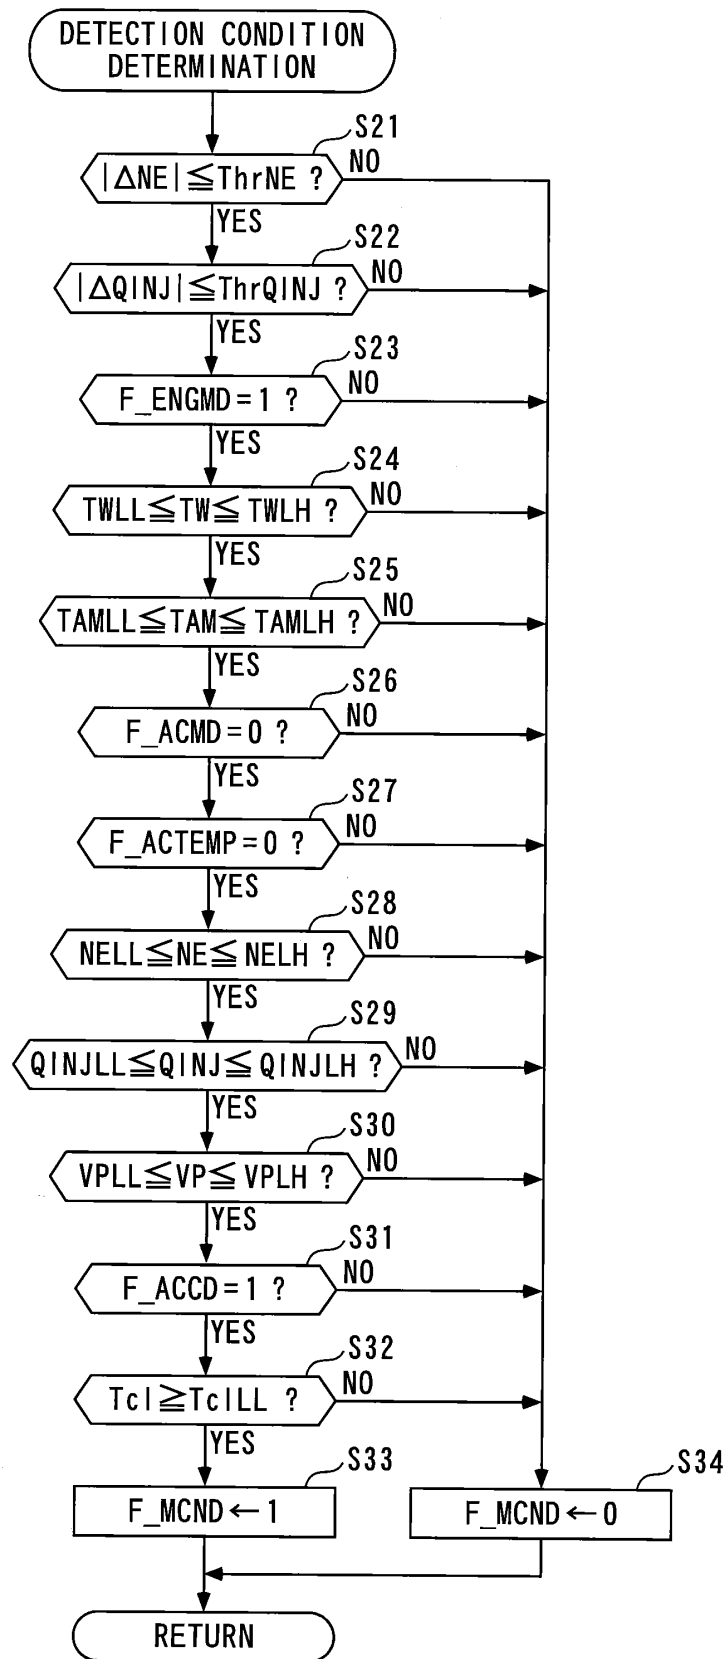 DETECTION CONDITION
DETERMINATION
S21
|ΔNE|≦ThrNE ?
NO
YES
S22
|ΔQINJ|≦ThrQINJ ?
NO
YES
S23
F_ENGMD=1 ?
NO
YES
S24
TWLL≦TW≦TWLH ?
NO
YES
S25
TAMLL≦TAM≦TAMLH ?
NO
YES
S26
F_ACMD=0 ?
NO
YES
S27
F_ACTEMP=0 ?
NO
YES
S28
NELL≦NE≦NELH ?
NO
YES
S29
QINJLL≦QINJ≦QINJLH ?
NO
YES
S30
VPLL≦VP≦VPLH ?
NO
YES
S31
F_ACCD=1 ?
NO
YES
S32
Tcl≧TclLL ?
NO
YES
S33
F_MCND←1
S34
F_MCND←0
RETURN